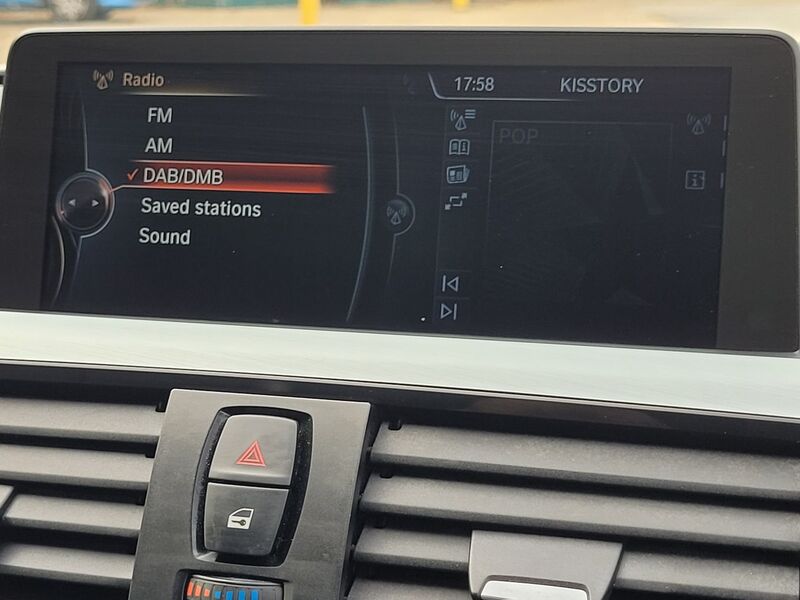 Radio
17:58 KISSTORY
FM
AM
✓ DAB/DMB
Saved stations
Sound
POP